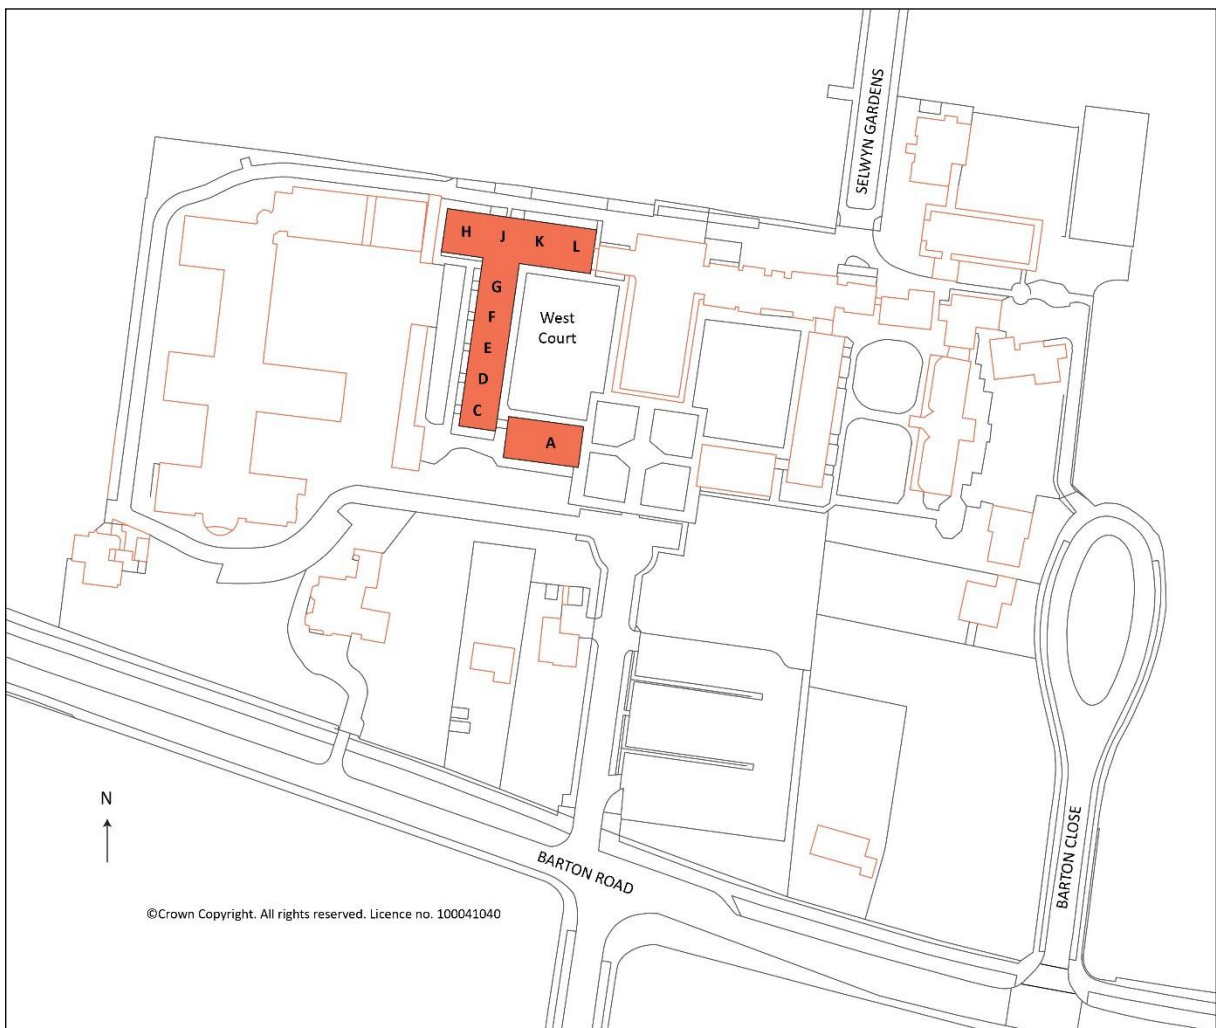 SELWYN GARDENS
H J K L
G
F
E
D
C
A
West
Court
N
BARTON ROAD
BARTON CLOSE
©Crown Copyright. All rights reserved. Licence no. 100041040